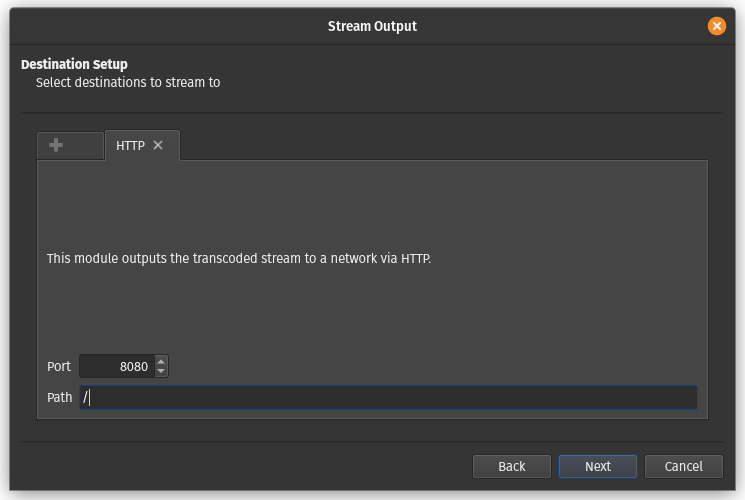 Stream Output
Destination Setup
Select destinations to stream to
HTTP
This module outputs the transcoded stream to a network via HTTP.
Port 8080
Path /
Back Next Cancel